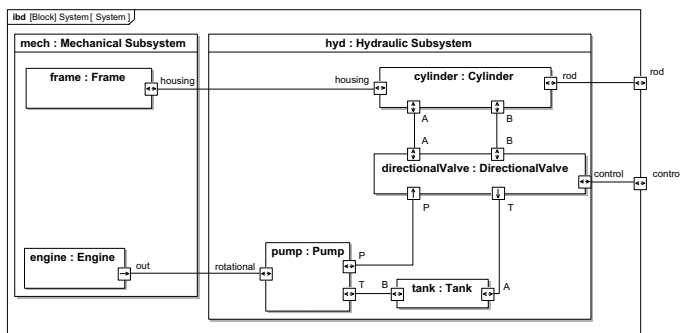 ibd [Block] System [ System ]
mech : Mechanical Subsystem
hyd : Hydraulic Subsystem
frame : Frame
housing
housing
cylinder : Cylinder
rod
rod
A
B
A
B
directionalValve : DirectionalValve
control
contro
P
T
engine : Engine
out
rotational
pump : Pump
P
T
B
tank : Tank
A